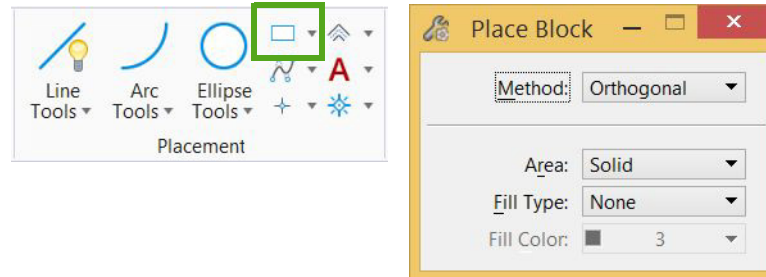 Line
Tools
Arc
Tools
Ellipse
Tools
A
Placement
Place Block
Method: Orthogonal
Area: Solid
Fill Type: None
Fill Color: 3